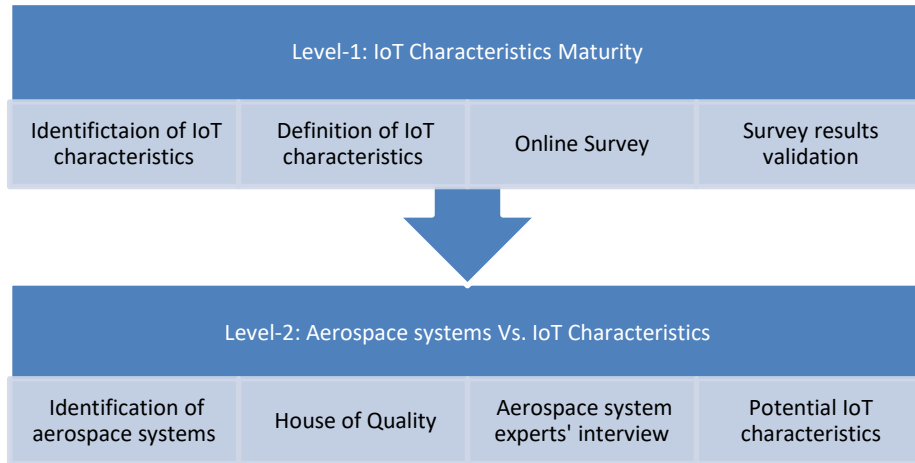 Level-1: IoT Characteristics Maturity
Identifictaion of IoT
characteristics
Definition of IoT
characteristics
Online Survey
Survey results
validation
Level-2: Aerospace systems Vs. IoT Characteristics
Identification of
aerospace systems
House of Quality
Aerospace system
experts' interview
Potential IoT
characteristics